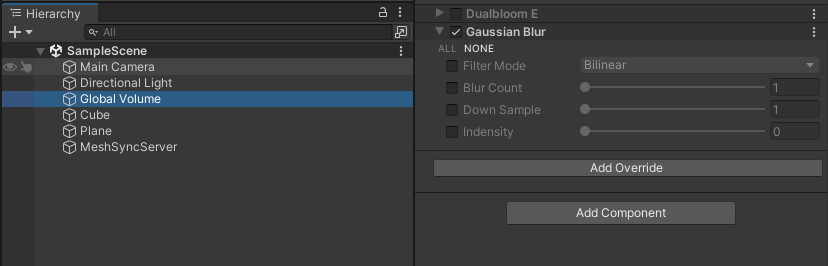 Hierarchy
All
SampleScene
Main Camera
Directional Light
Global Volume
Cube
Plane
MeshSyncServer
Dualbloom E
Gaussian Blur
ALL NONE
Filter Mode Bilinear
Blur Count 1
Down Sample 1
Indensity 0
Add Override
Add Component